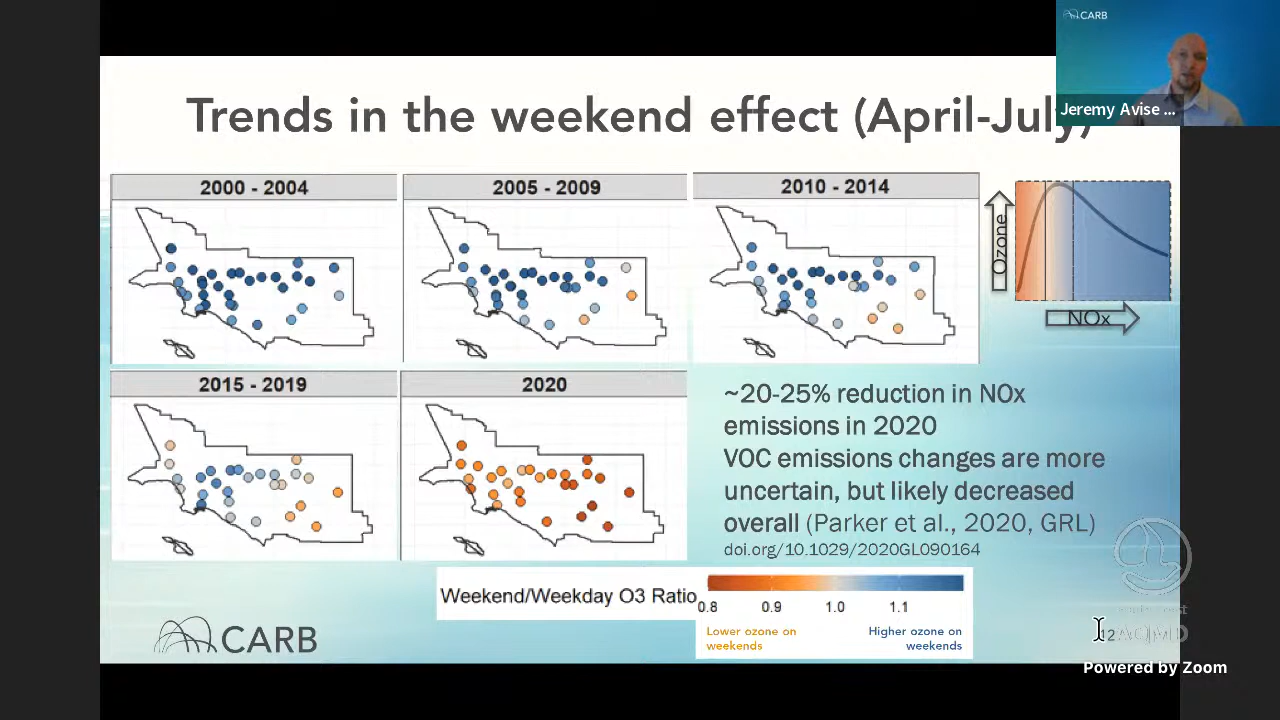 CARB
Jeremy Avise ...
Trends in the weekend effect (April-July)
2000 - 2004
2005 - 2009
2010 - 2014
Ozone
NOx
2015 - 2019
2020
~20-25% reduction in NOx
emissions in 2020
VOC emissions changes are more
uncertain, but likely decreased
overall (Parker et al., 2020, GRL)
doi.org/10.1029/2020GL090164
Weekend/Weekday O3 Ratio
0.8 0.9 1.0 1.1
Lower ozone on
weekends
Higher ozone on
weekends
CARB
12
AQMD
Powered by Zoom